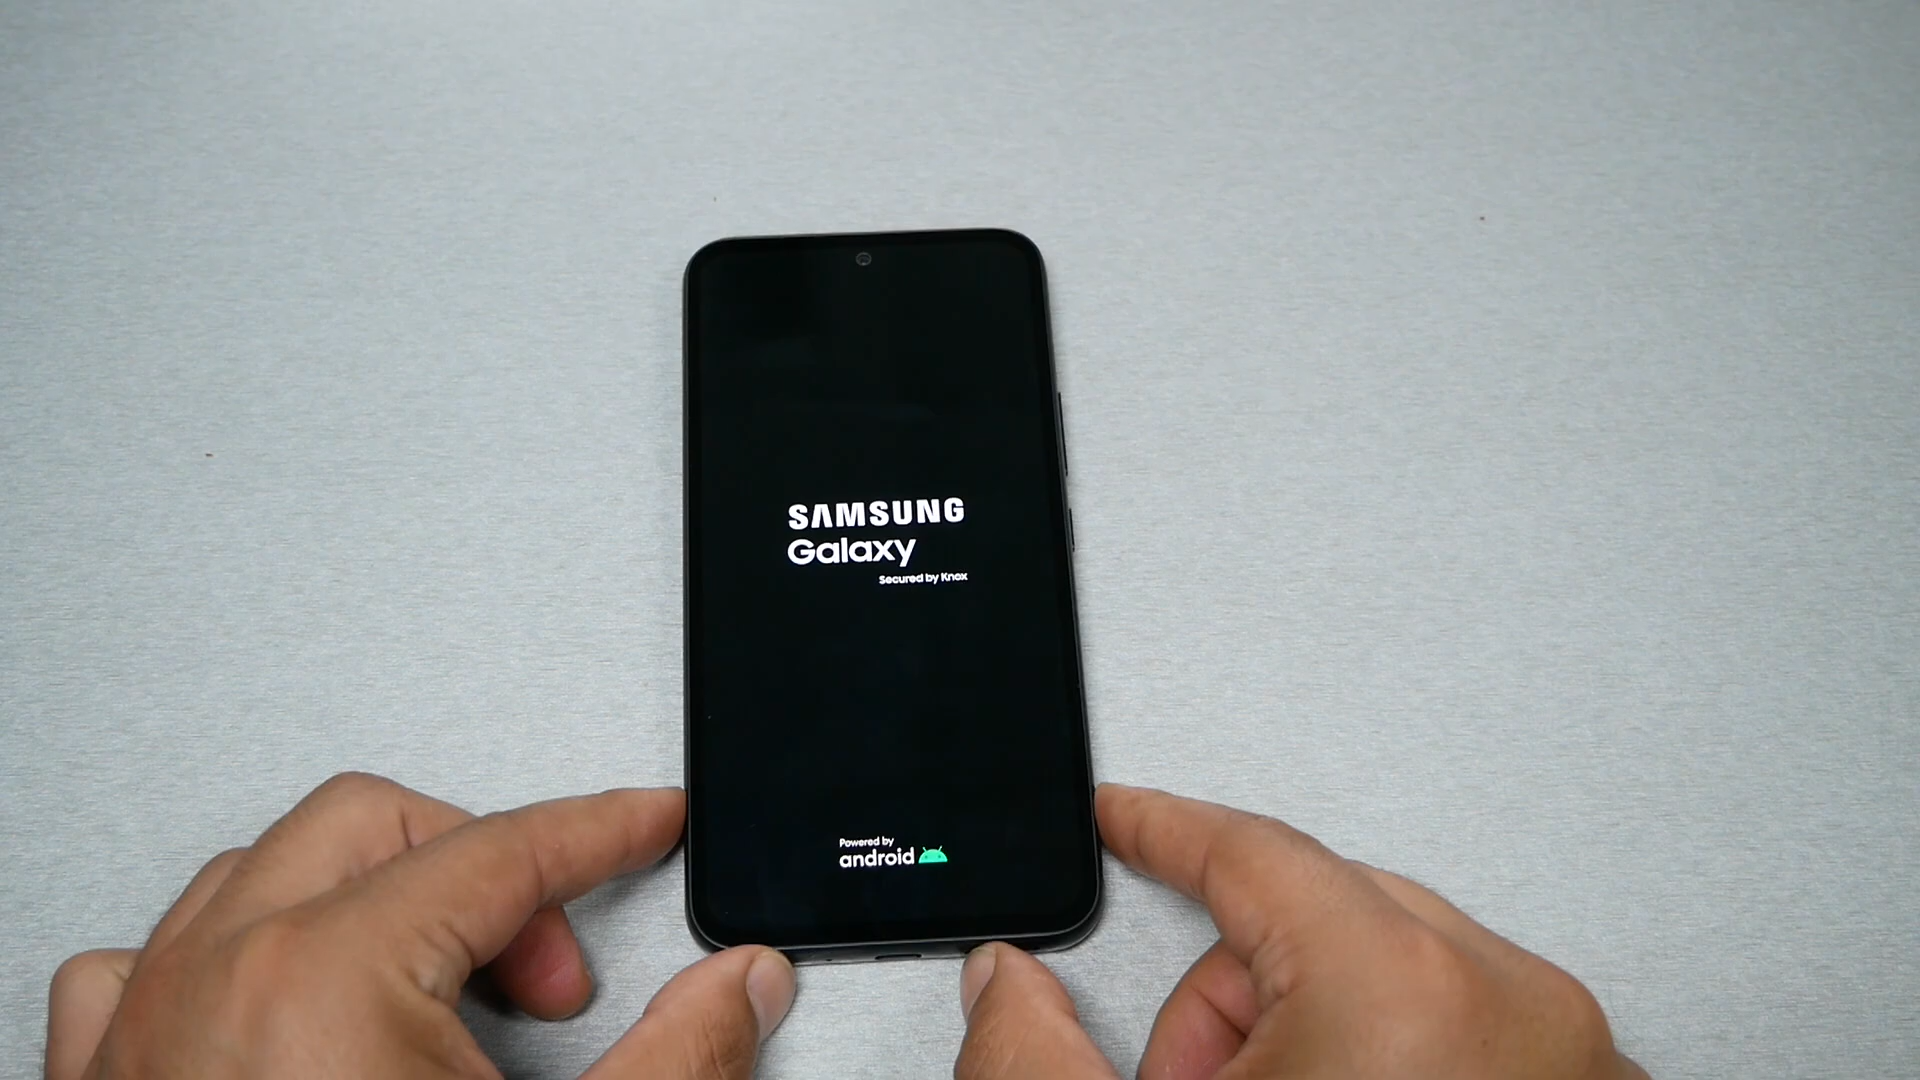 SAMSUNG
Galaxy
Secured by Knox
Powered by
android